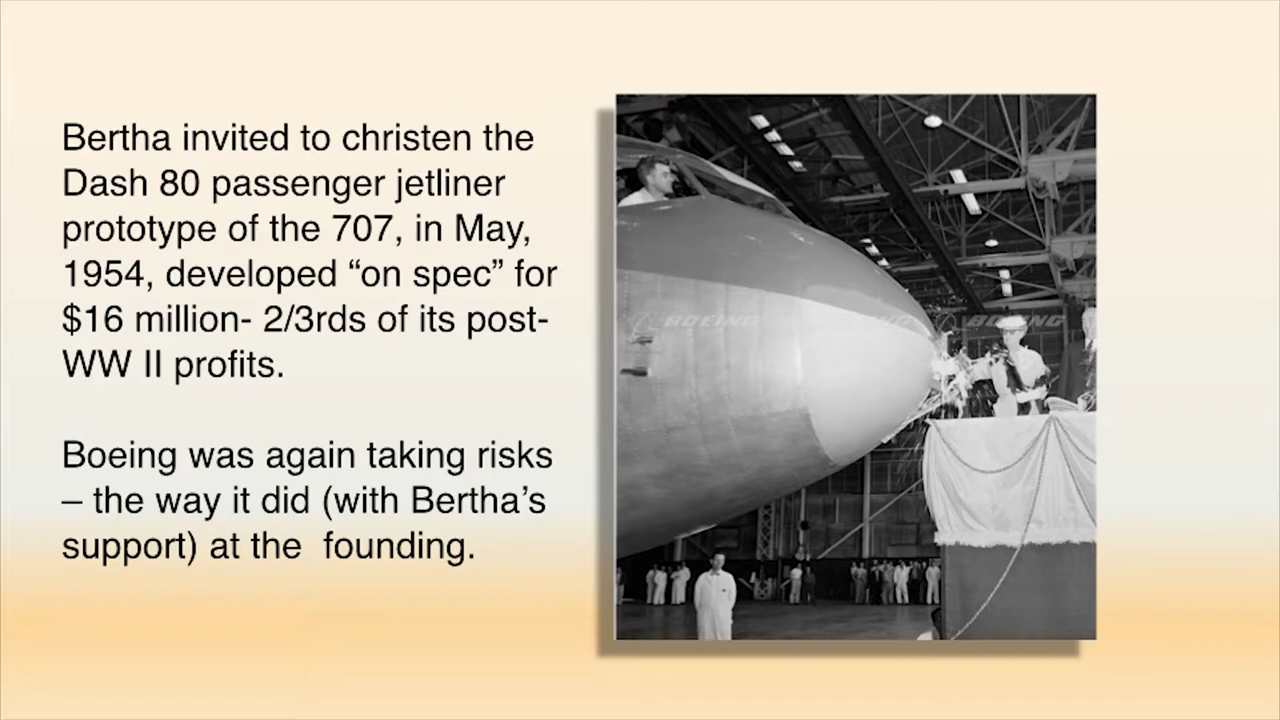 Bertha invited to christen the
Dash 80 passenger jetliner
prototype of the 707, in May,
1954, developed “on spec” for
$16 million- 2/3rds of its post-
WW II profits.
Boeing was again taking risks
– the way it did (with Bertha’s
support) at the  founding.
BOEING BOEING